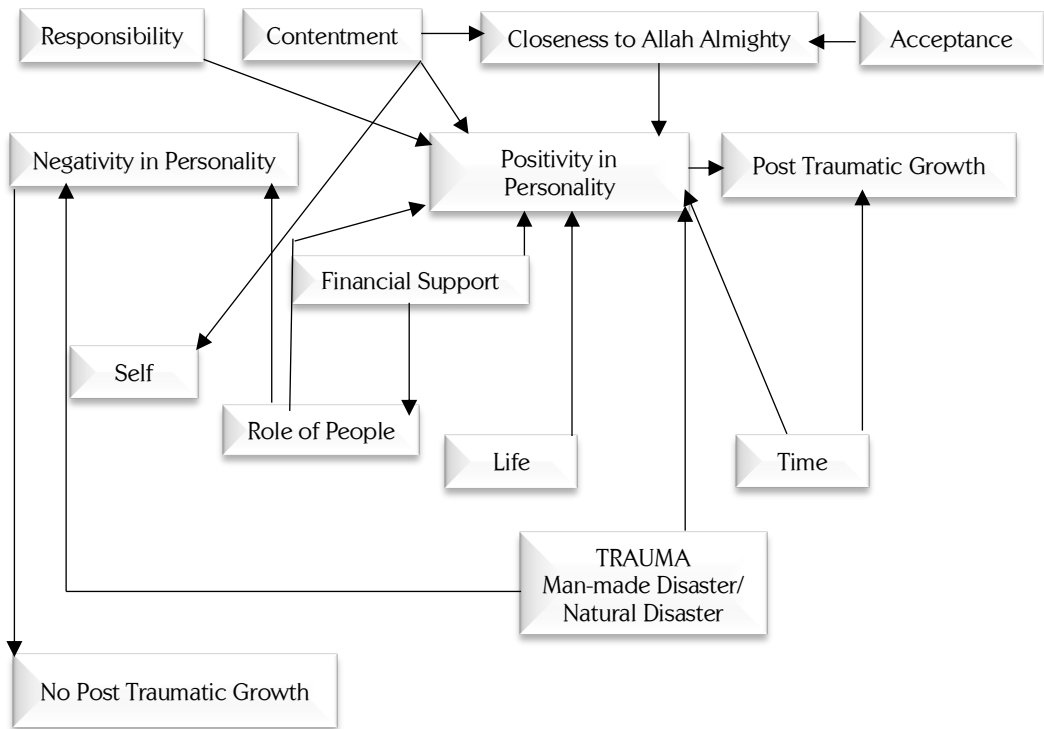 Responsibility
Contentment
Closeness to Allah Almighty
Acceptance
Negativity in Personality
Positivity in
Personality
Post Traumatic Growth
Financial Support
Self
Role of People
Life
Time
TRAUMA
Man-made Disaster/
Natural Disaster
No Post Traumatic Growth